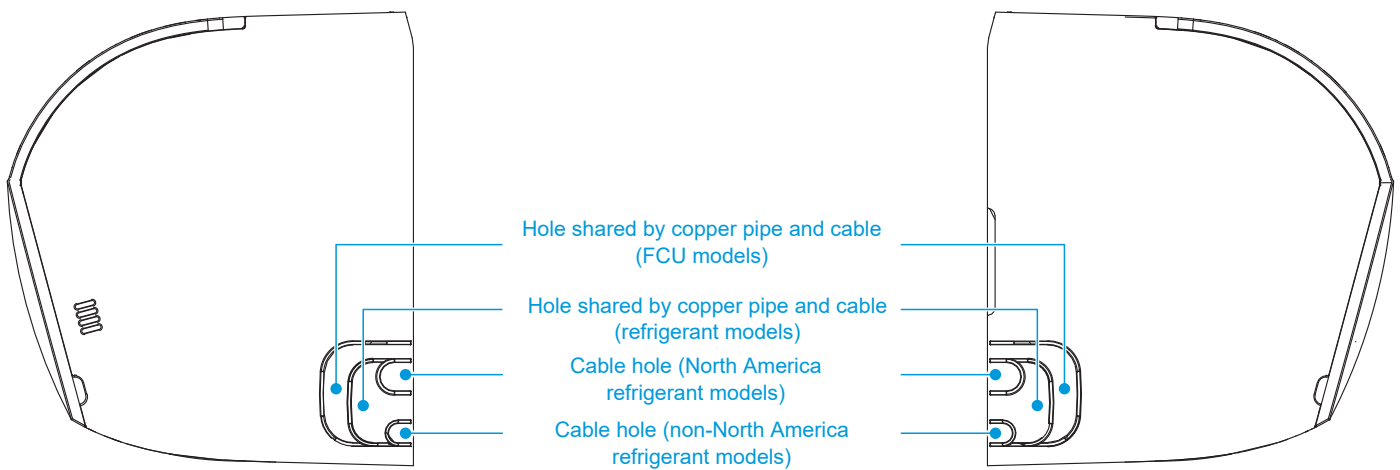 Hole shared by copper pipe and cable
(FCU models)
Hole shared by copper pipe and cable
(refrigerant models)
Cable hole (North America
refrigerant models)
Cable hole (non-North America
refrigerant models)